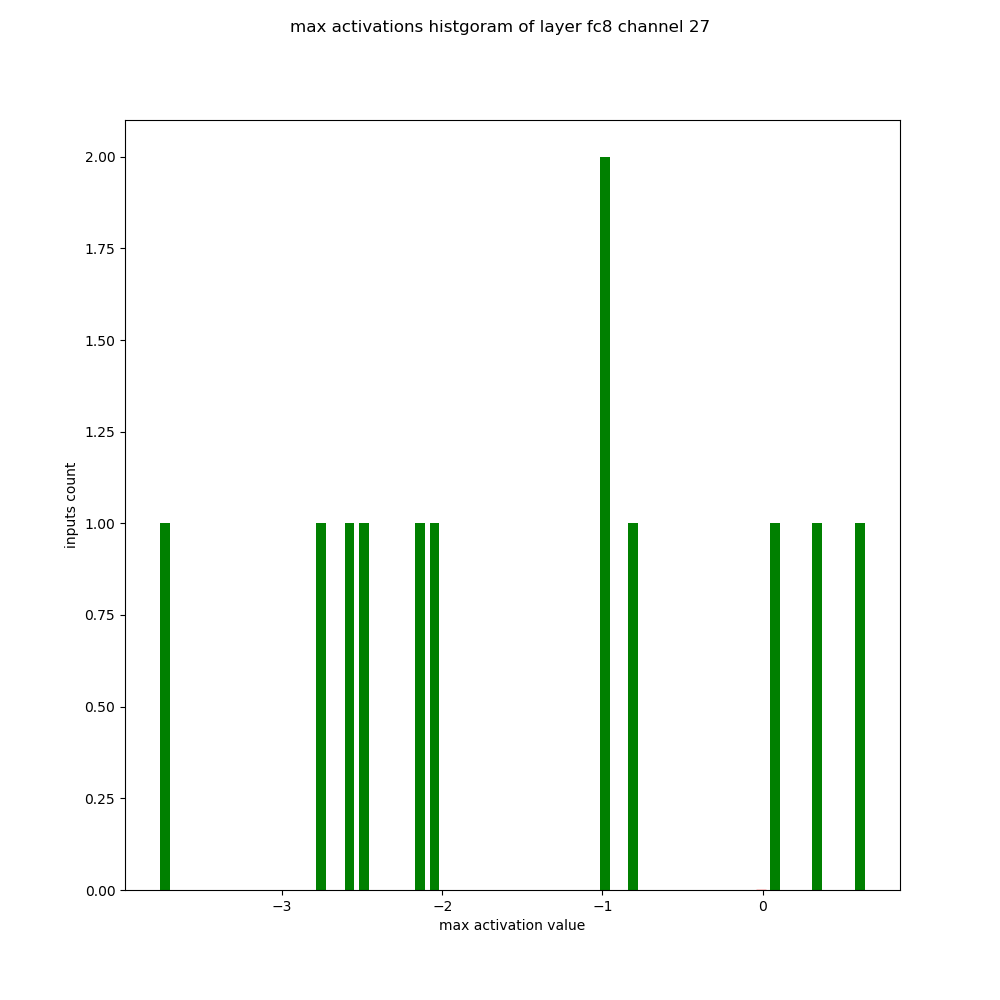 max activations histgoram of layer fc8 channel 27
2.00
1.75
1.50
1.25
1.00
0.75
0.50
0.25
0.00
inputs count
−3 −2 −1 0
max activation value